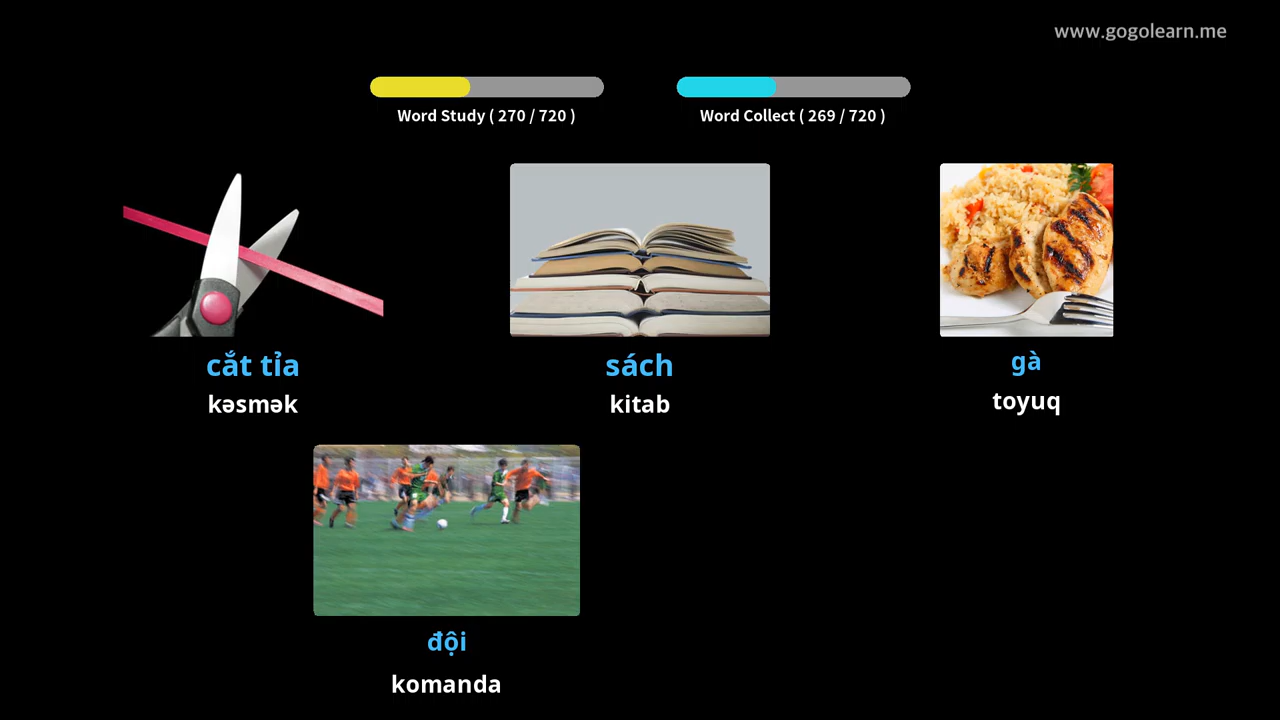 www.gogolearn.me
Word Study ( 270 / 720 )
Word Collect ( 269 / 720 )
cắt tỉa
kəsmək
sách
kitab
gà
toyuq
đội
komanda